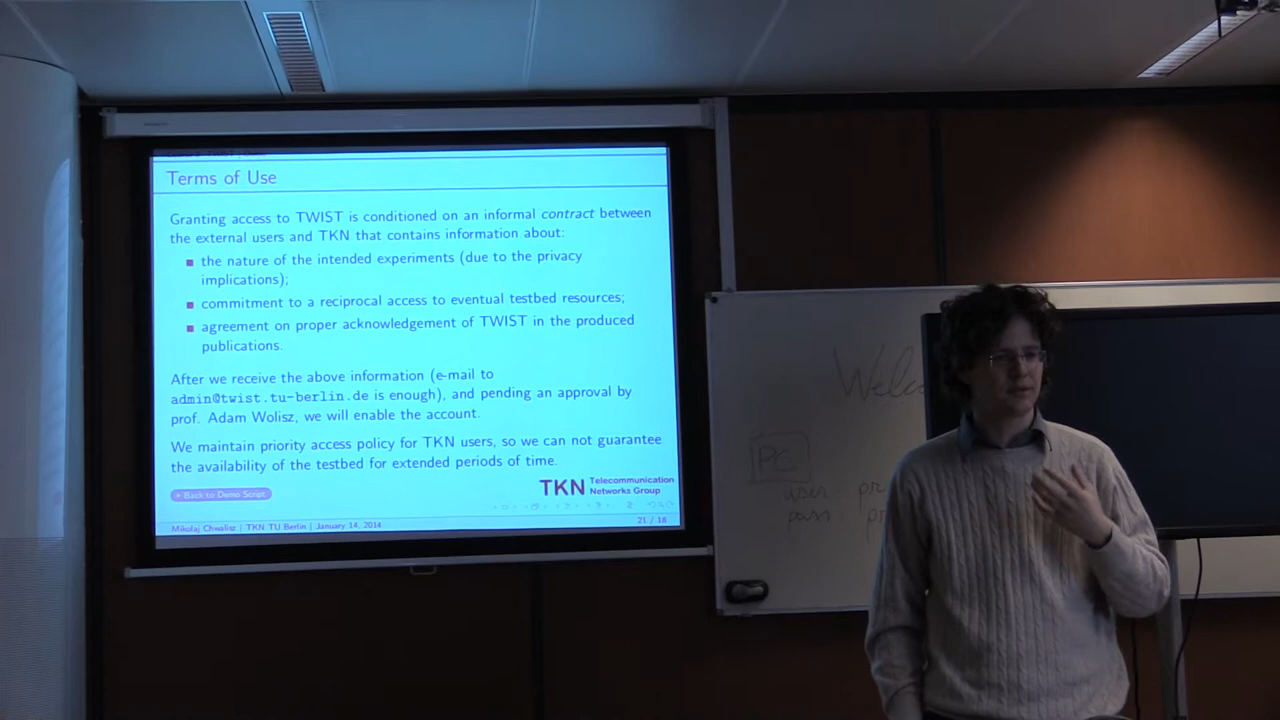 Terms of Use
Granting access to TWIST is conditioned on an informal contract between
the external users and TKN that contains information about:
the nature of the intended experiments (due to the privacy
implications);
commitment to a reciprocal access to eventual testbed resources;
agreement on proper acknowledgement of TWIST in the produced
publications.
After we receive the above information (e-mail to
admin@twist.tu-berlin.de is enough), and pending an approval by
prof. Adam Wolisz, we will enable the account.
We maintain priority access policy for TKN users, so we can not guarantee
the availability of the testbed for extended periods of time.
Back to Demo Script
TKN Telecommunication
Networks Group
Mikołaj Chwalisz | TKN TU Berlin | January 14, 2014
21 / 18
Welc
PC
user pr
pass pr